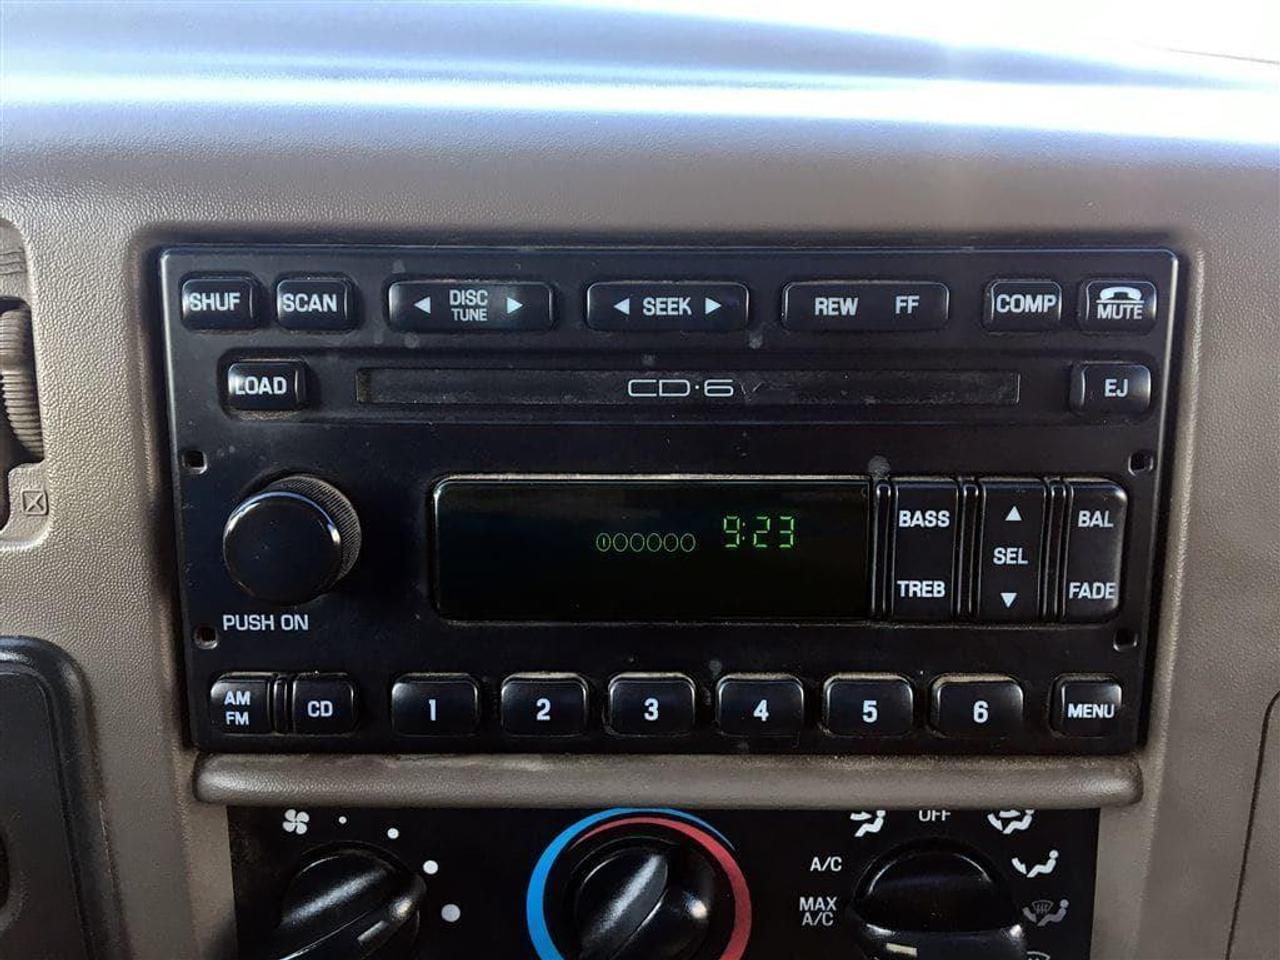 SHUF SCAN DISC TUNE SEEK REW FF COMP MUTE
LOAD CD·6 EJ
9:23
BASS SEL BAL
TREB FADE
PUSH ON
AM FM CD 1 2 3 4 5 6 MENU
OFF
A/C
MAX A/C